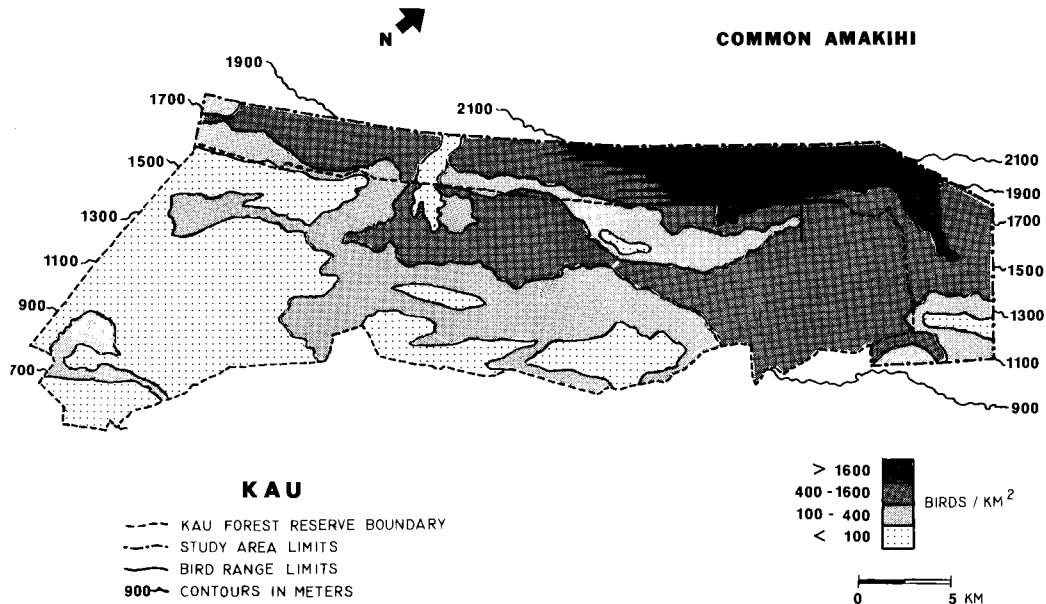 N
COMMON AMAKIHI
1900
1700
2100
1500
2100
1900
1300
1700
1100
1500
900
1300
700
1100
900
KAU
KAU FOREST RESERVE BOUNDARY
STUDY AREA LIMITS
BIRD RANGE LIMITS
900 CONTOURS IN METERS
> 1600
400 - 1600
100 - 400
< 100
BIRDS / KM²
0 5 KM